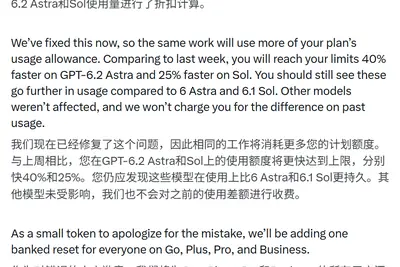 6.2 Astra和Sol使用量进行了折扣计算。
We’ve fixed this now, so the same work will use more of your plan’s
usage allowance. Comparing to last week, you will reach your limits 40%
faster on GPT-6.2 Astra and 25% faster on Sol. You should still see these
go further in usage compared to 6 Astra and 6.1 Sol. Other models
weren’t affected, and we won’t charge you for the difference on past
usage.
我们现在已经修复了这个问题，因此相同的工作将消耗更多您的计划额度。
与上周相比，您在GPT-6.2 Astra和Sol上的使用额度将更快达到上限，分别
快40%和25%。您仍应发现这些模型在使用上比6 Astra和6.1 Sol更持久。其
他模型未受影响，我们也不会对之前的使用差额进行收费。
As a small token to apologize for the mistake, we’ll be adding one
banked reset for everyone on Go, Plus, Pro, and Business.